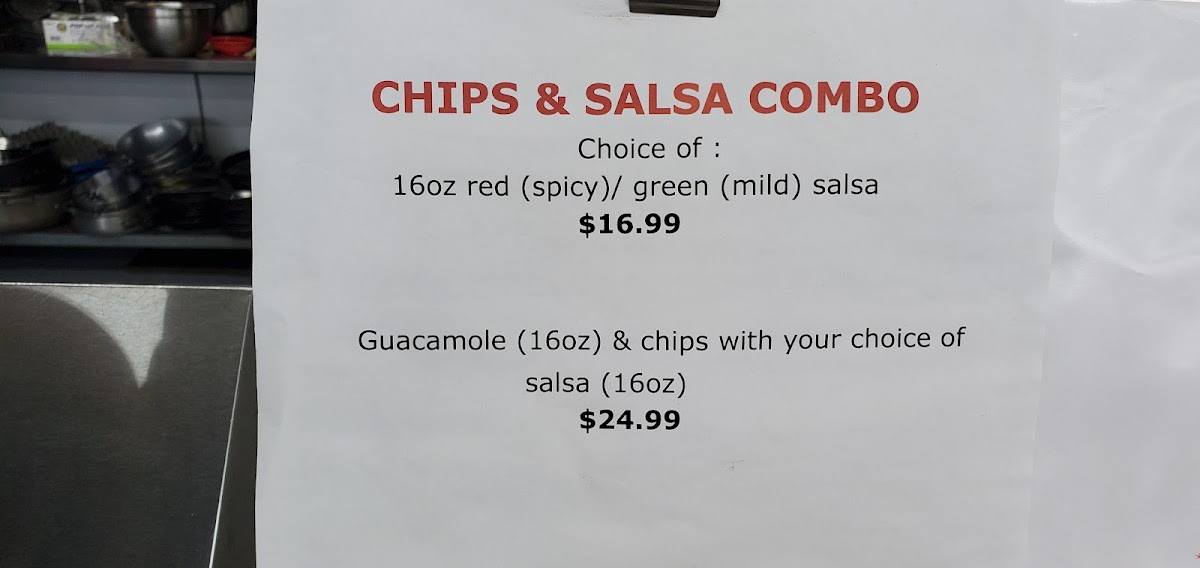 CHIPS & SALSA COMBO
Choice of :
16oz red (spicy)/ green (mild) salsa
$16.99
Guacamole (16oz) & chips with your choice of
salsa (16oz)
$24.99